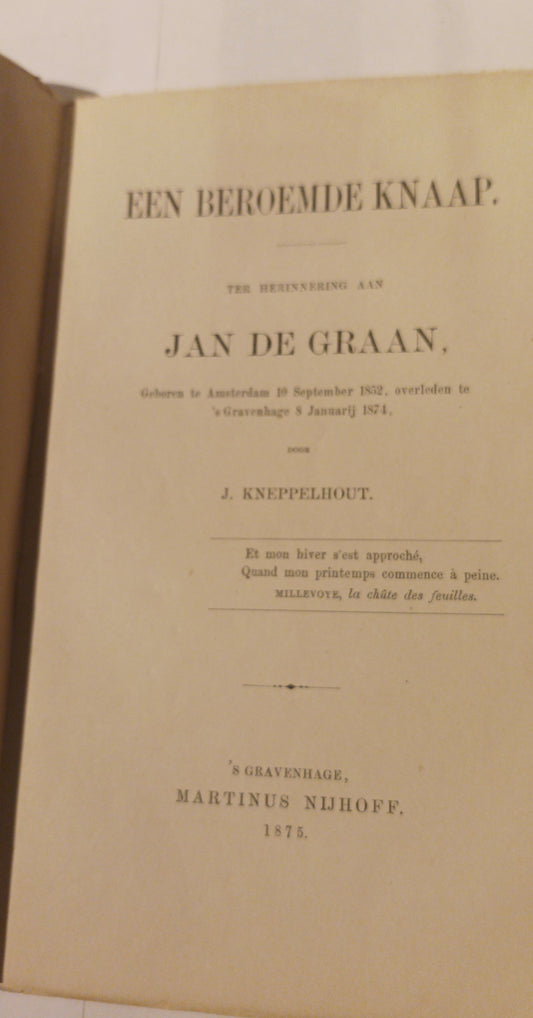 EEN BEROEMDE KNAAP.
TER HERINNERING AAN
JAN DE GRAAN,
Geboren te Amsterdam 10 September 1852, overleden te
's Gravenhage 8 Januarij 1874,
DOOR
J. KNEPPELHOUT.
Et mon hiver s'est approché,
Quand mon printemps commence à peine.
MILLEVOYE, la chûte des feuilles.
'S GRAVENHAGE,
MARTINUS NIJHOFF.
1875.